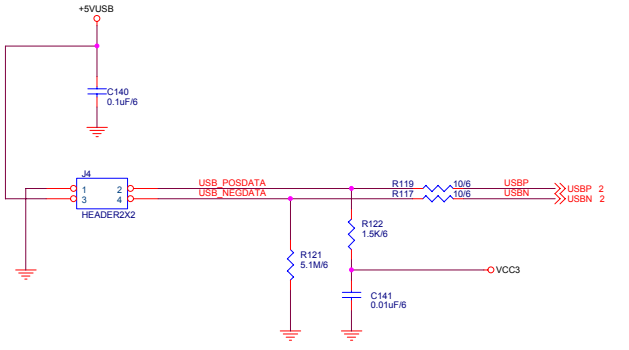 +5VUSB
C140
0.1uF/6
J4
1 2
3 4
HEADER2X2
USB_POSDATA
USB_NEGDATA
R119 10/6 USBP
R117 10/6 USBN
USBP 2
USBN 2
R122
1.5K/6
R121
5.1M/6
VCC3
C141
0.01uF/6